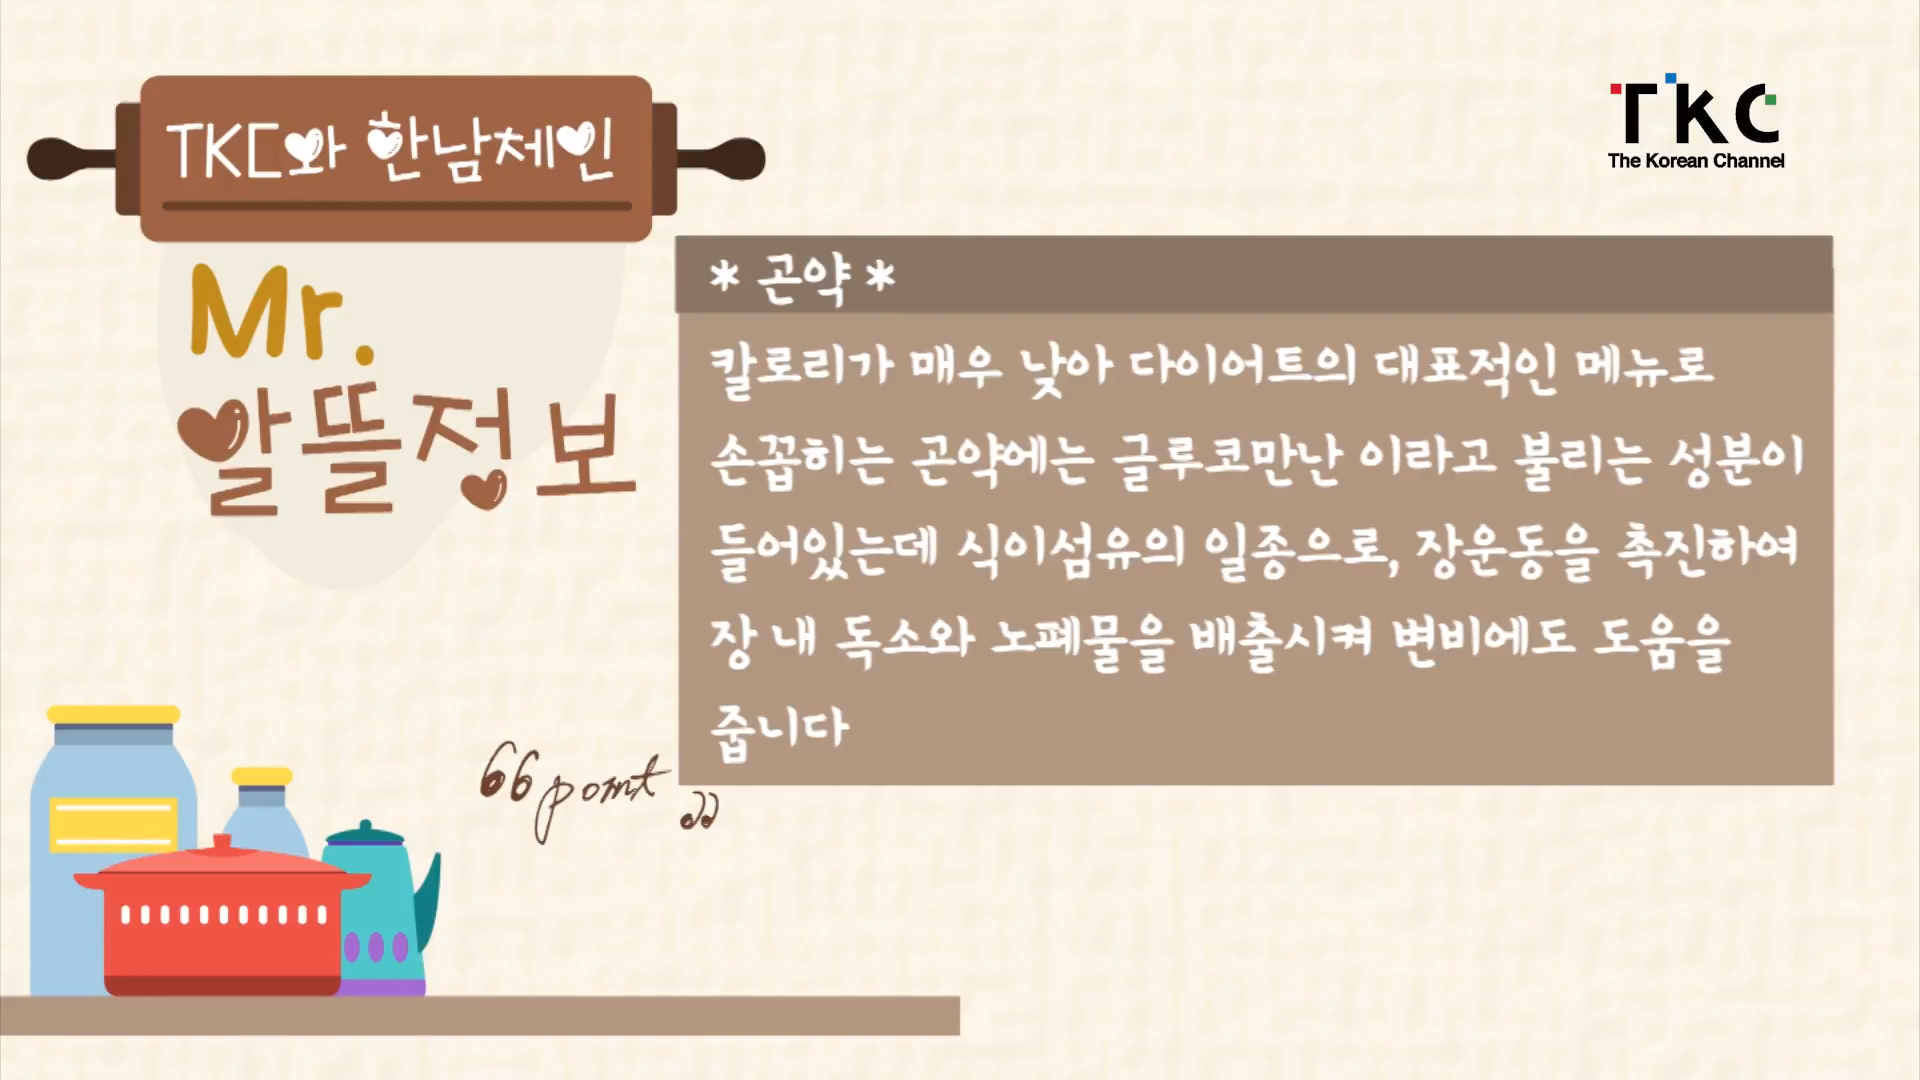 TKC와 한남체인
TKC
The Korean Channel
Mr.
알뜰정보
* 곤약 *
칼로리가 매우 낮아 다이어트의 대표적인 메뉴로
손꼽히는 곤약에는 글루코만난 이라고 불리는 성분이
들어있는데 식이섬유의 일종으로, 장운동을 촉진하여
장 내 독소와 노폐물을 배출시켜 변비에도 도움을
줍니다
66 point